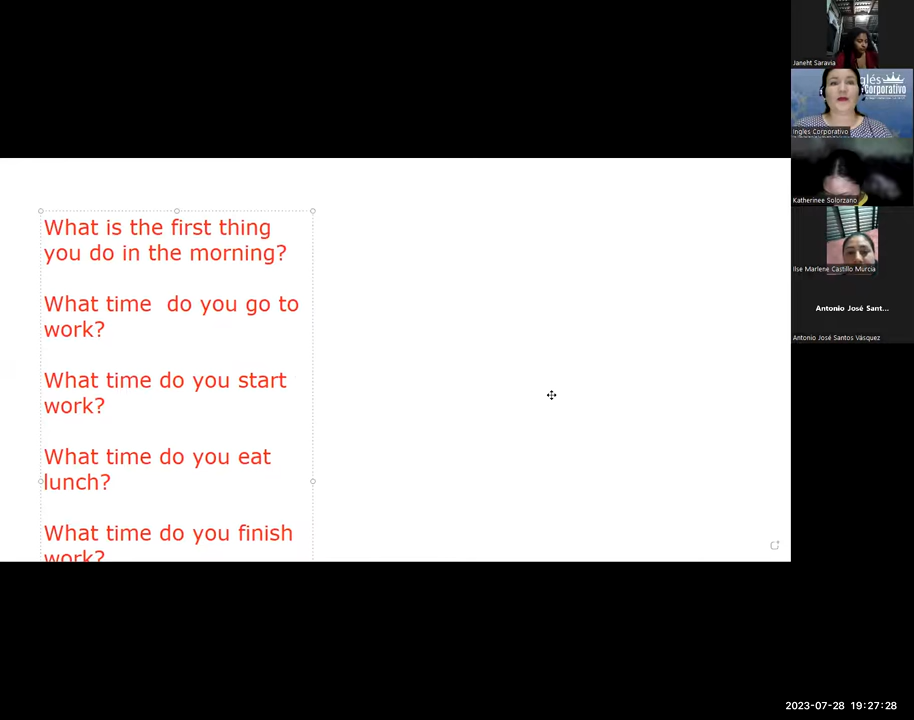 Janeht Saravia
glés
Corporativo
Ingles Corporativo
Katherinee Solorzano
Ilse Marlene Castillo Murcia
Antonio José Sant...
Antonio José Santos Vásquez
What is the first thing
you do in the morning?
What time  do you go to
work?
What time do you start
work?
What time do you eat
lunch?
What time do you finish
work?
2023-07-28 19:27:28